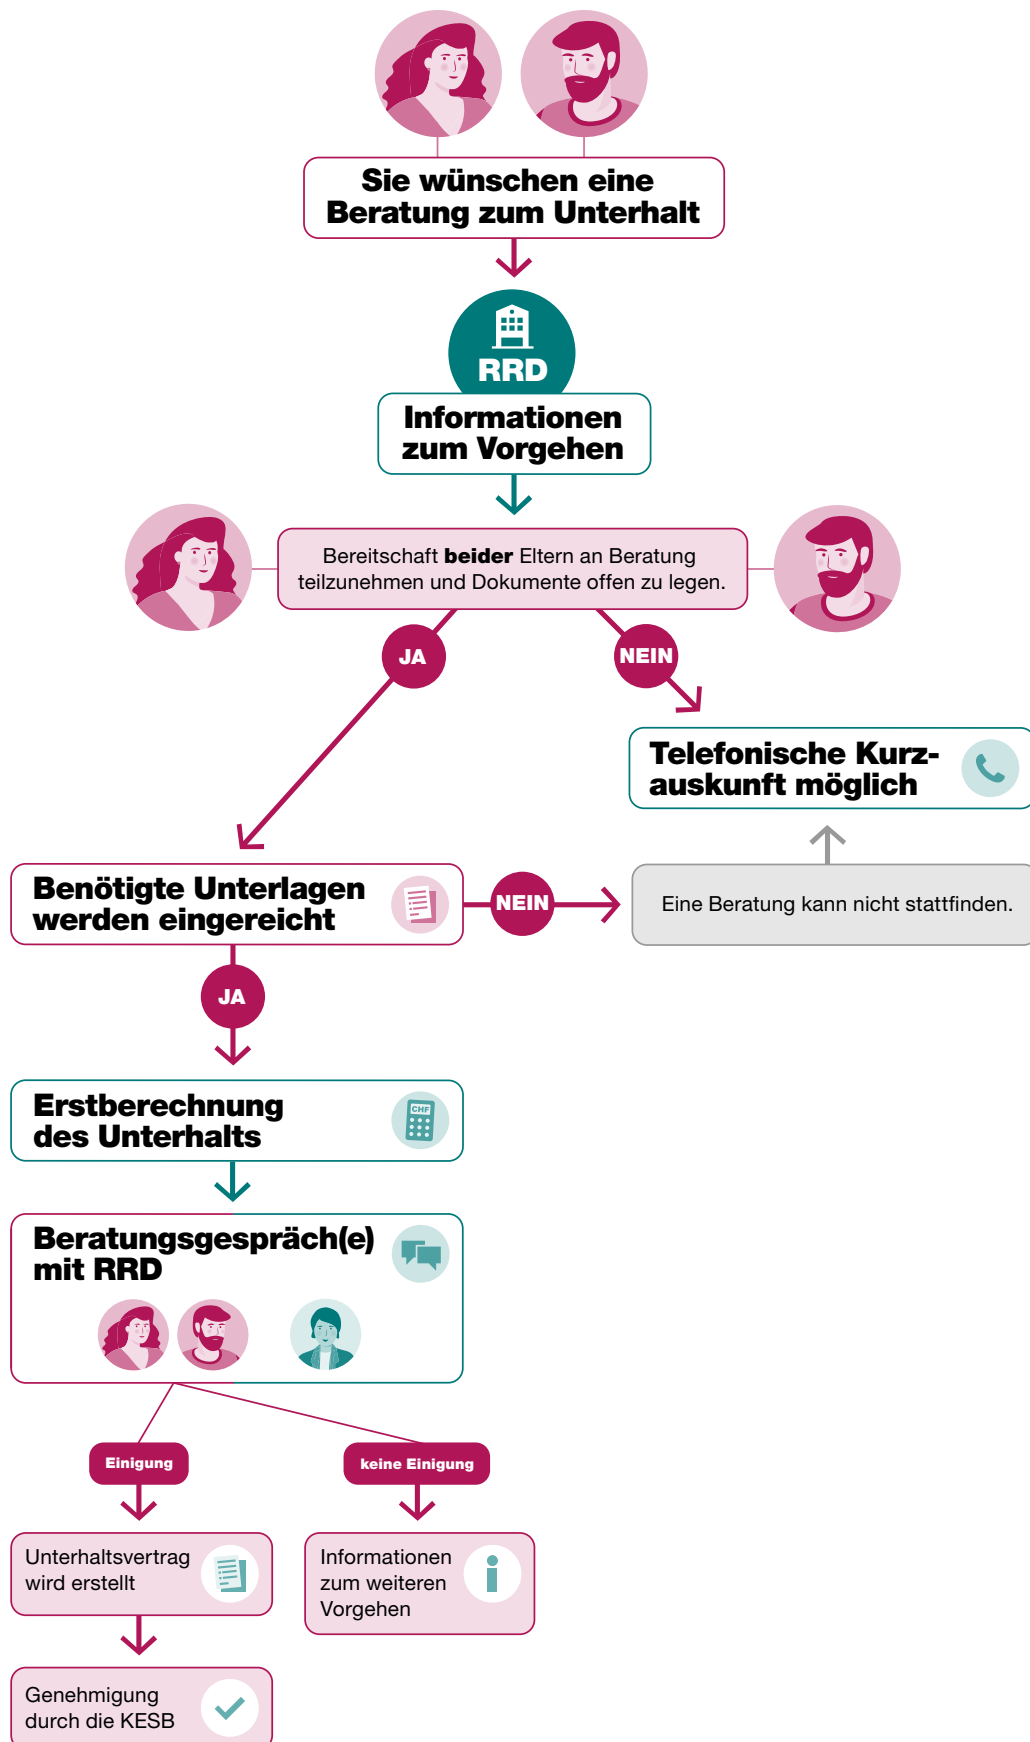 Sie wünschen eine
Beratung zum Unterhalt
RRD
Informationen
zum Vorgehen
Bereitschaft beider Eltern an Beratung
teilzunehmen und Dokumente offen zu legen.
JA
NEIN
Telefonische Kurz-
auskunft möglich
Benötigte Unterlagen
werden eingereicht
NEIN
Eine Beratung kann nicht stattfinden.
JA
Erstberechnung
des Unterhalts
CHF
Beratungsgespräch(e)
mit RRD
Einigung
keine Einigung
Unterhaltsvertrag
wird erstellt
Informationen
zum weiteren
Vorgehen
Genehmigung
durch die KESB